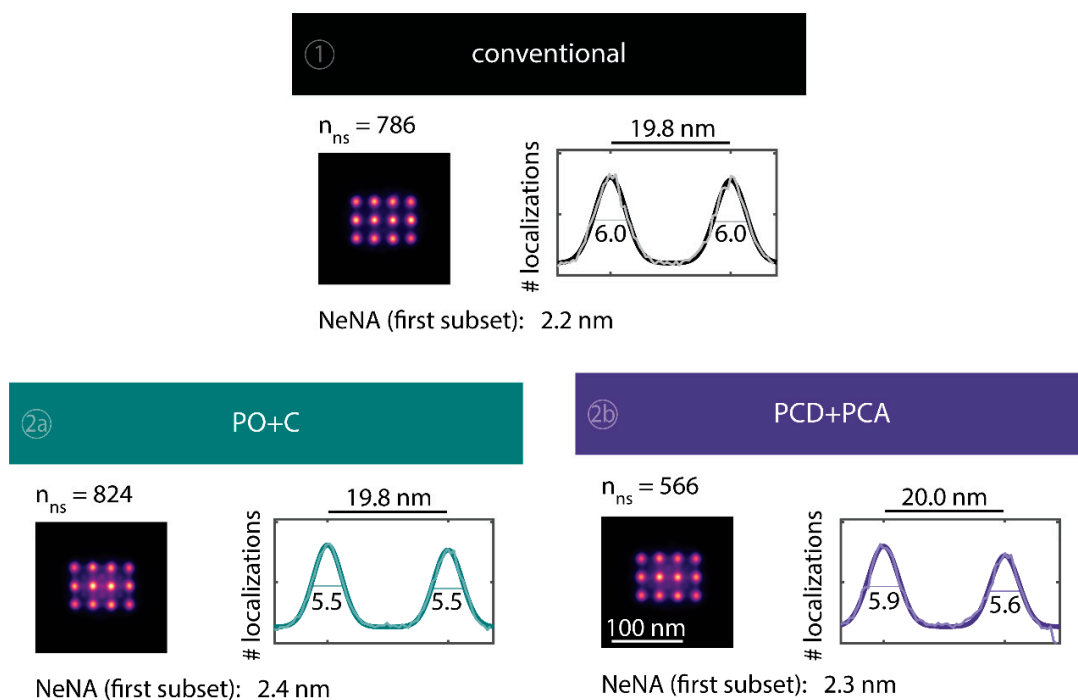 ① conventional
n_ns = 786
19.8 nm
# localizations
6.0
6.0
NeNA (first subset): 2.2 nm
2a PO+C
n_ns = 824
19.8 nm
# localizations
5.5
5.5
NeNA (first subset): 2.4 nm
2b PCD+PCA
n_ns = 566
100 nm
20.0 nm
# localizations
5.9
5.6
NeNA (first subset): 2.3 nm